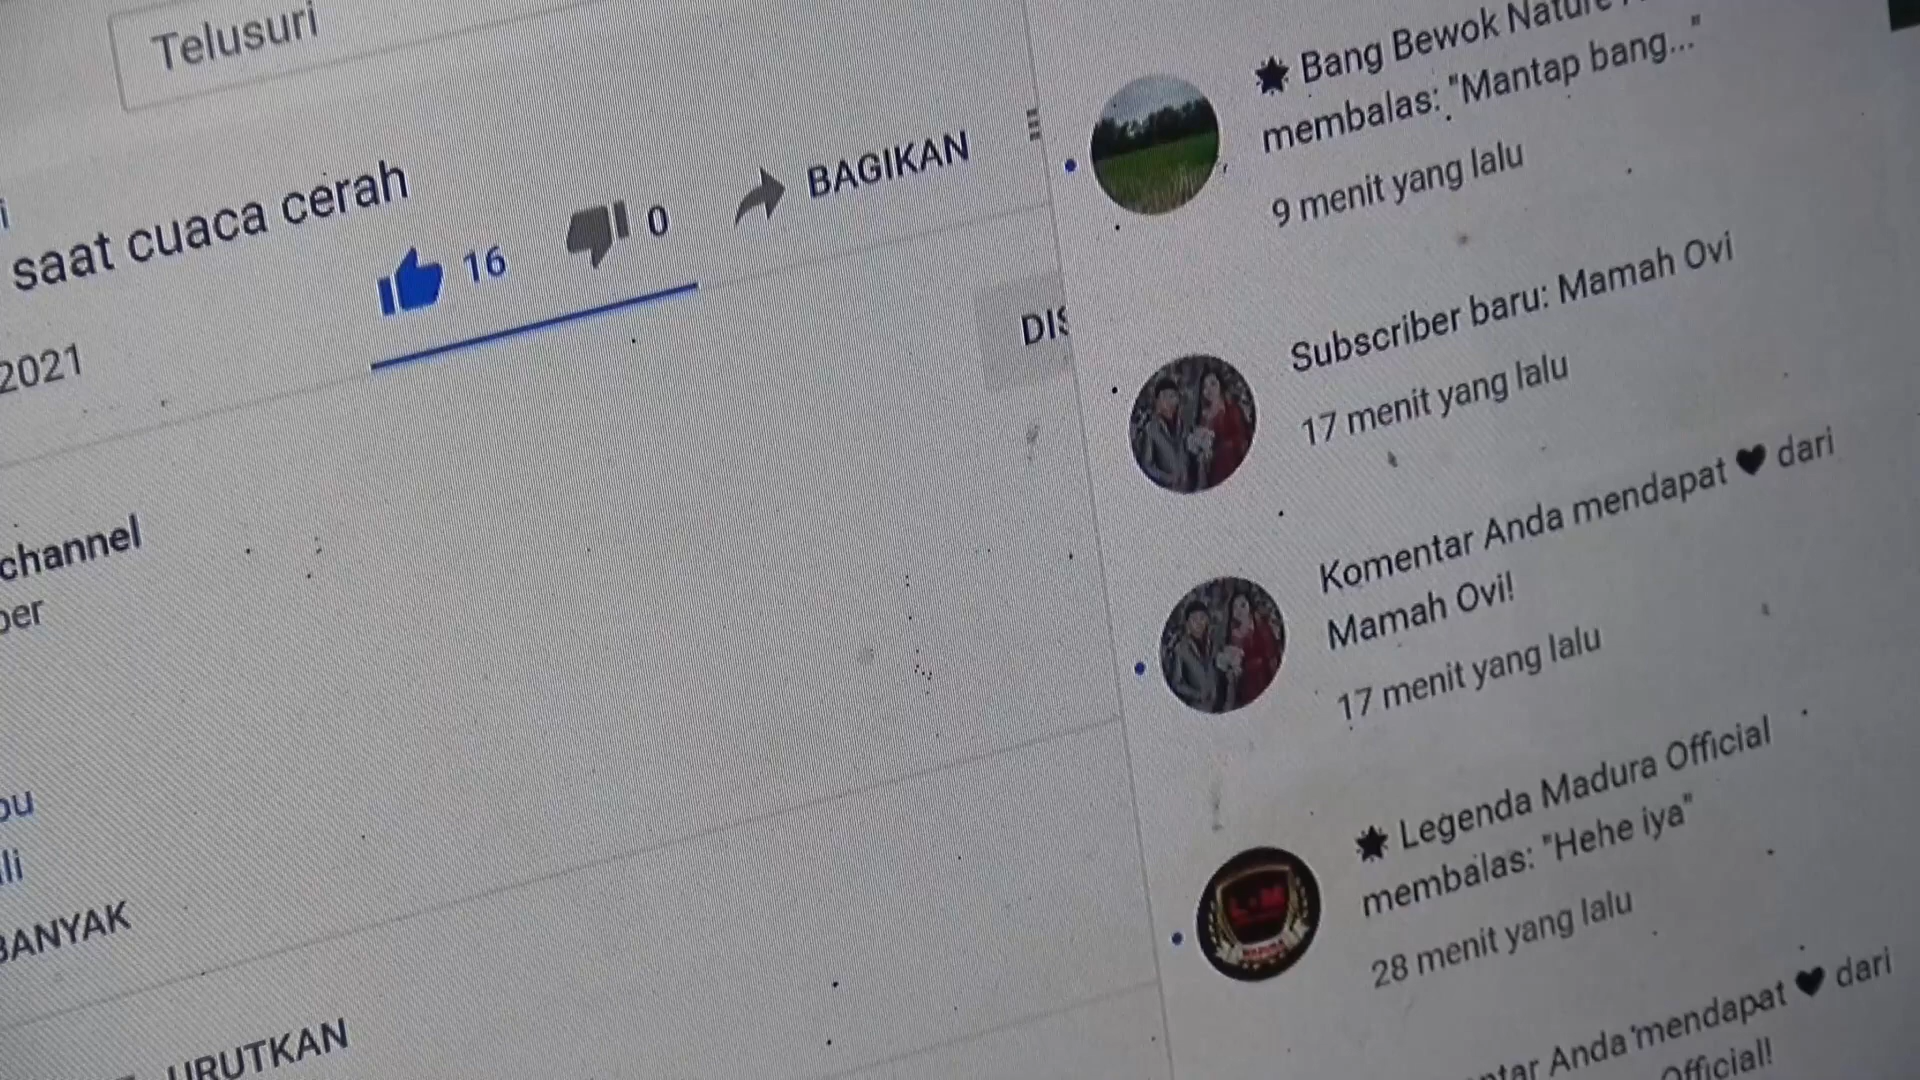 Telusuri
saat cuaca cerah
16
0
BAGIKAN
2021
channel
BANYAK
URUTKAN
Bang Bewok Nature
membalas: "Mantap bang..."
9 menit yang lalu
Subscriber baru: Mamah Ovi
17 menit yang lalu
Komentar Anda mendapat ♥ dari
Mamah Ovi!
17 menit yang lalu
Legenda Madura Official
membalas: "Hehe iya"
28 menit yang lalu
Anda mendapat ♥ dari
Official!